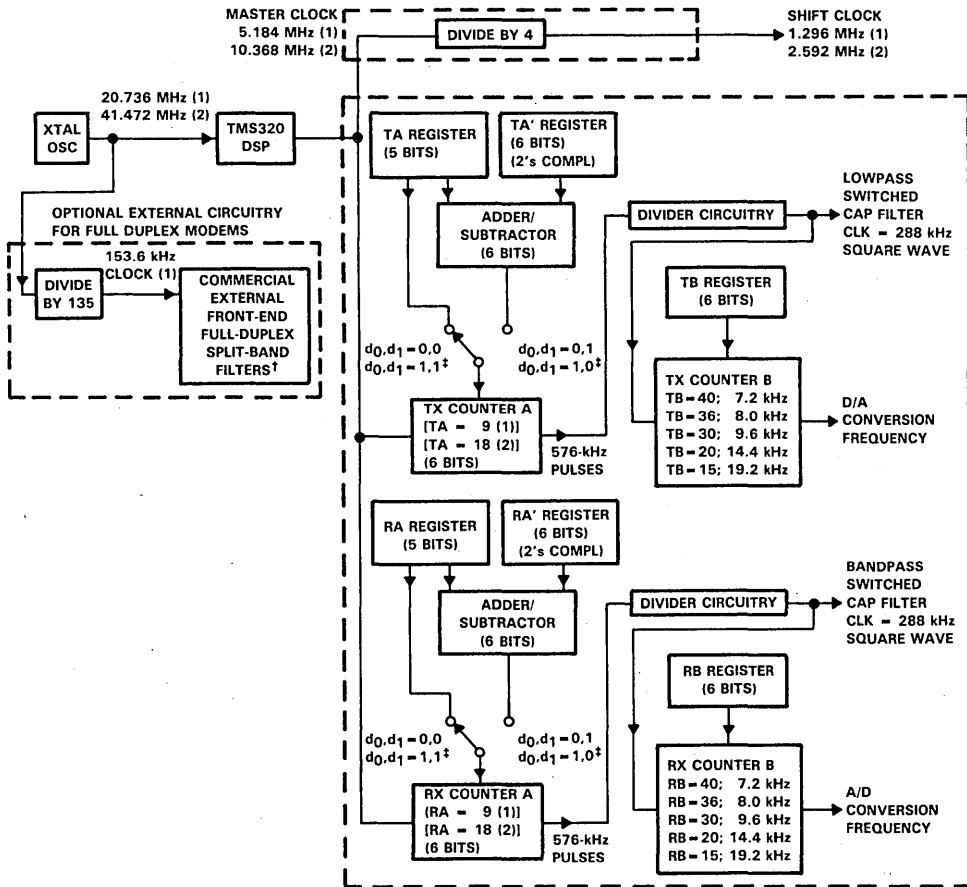 MASTER CLOCK
5.184 MHz (1)
10.368 MHz (2)
DIVIDE BY 4
SHIFT CLOCK
1.296 MHz (1)
2.592 MHz (2)
20.736 MHz (1)
41.472 MHz (2)
XTAL
OSC
TMS320
DSP
OPTIONAL EXTERNAL CIRCUITRY
FOR FULL DUPLEX MODEMS
153.6 kHz
CLOCK (1)
DIVIDE
BY 135
COMMERCIAL
EXTERNAL
FRONT-END
FULL-DUPLEX
SPLIT-BAND
FILTERS†
TA REGISTER
(5 BITS)
TA' REGISTER
(6 BITS)
(2's COMPL)
ADDER/
SUBTRACTOR
(6 BITS)
d0,d1 = 0,0
d0,d1 = 1,1‡
d0,d1 = 0,1
d0,d1 = 1,0‡
TX COUNTER A
[TA = 9 (1)]
[TA = 18 (2)]
(6 BITS)
576-kHz
PULSES
DIVIDER CIRCUITRY
LOWPASS
SWITCHED
CAP FILTER
CLK = 288 kHz
SQUARE WAVE
TB REGISTER
(6 BITS)
TX COUNTER B
TB=40; 7.2 kHz
TB=36; 8.0 kHz
TB=30; 9.6 kHz
TB=20; 14.4 kHz
TB=15; 19.2 kHz
D/A
CONVERSION
FREQUENCY
RA REGISTER
(5 BITS)
RA' REGISTER
(6 BITS)
(2's COMPL)
ADDER/
SUBTRACTOR
(6 BITS)
d0,d1 = 0,0
d0,d1 = 1,1‡
d0,d1 = 0,1
d0,d1 = 1,0‡
RX COUNTER A
[RA = 9 (1)]
[RA = 18 (2)]
(6 BITS)
576-kHz
PULSES
DIVIDER CIRCUITRY
BANDPASS
SWITCHED
CAP FILTER
CLK = 288 kHz
SQUARE WAVE
RB REGISTER
(6 BITS)
RX COUNTER B
RB=40; 7.2 kHz
RB=36; 8.0 kHz
RB=30; 9.6 kHz
RB=20; 14.4 kHz
RB=15; 19.2 kHz
A/D
CONVERSION
FREQUENCY